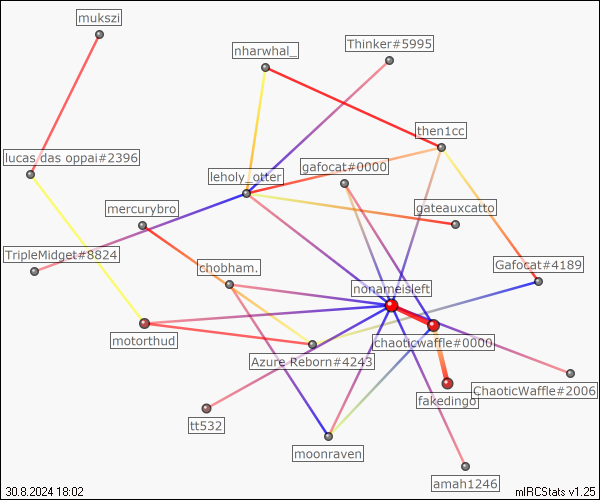 mukszi
Thinker#5995
nharwhal_
then1cc
lucas das oppai#2396
gafocat#0000
leholy_otter
mercurybro
gateauxcatto
TripleMidget#8824
chobham.
Gafocat#4189
nonameisleft
motorthud
chaoticwaffle#0000
Azure Reborn#4243
ChaoticWaffle#2006
fakedingo
tt532
moonraven
amah1246
30.8.2024 18:02
mIRCStats v1.25